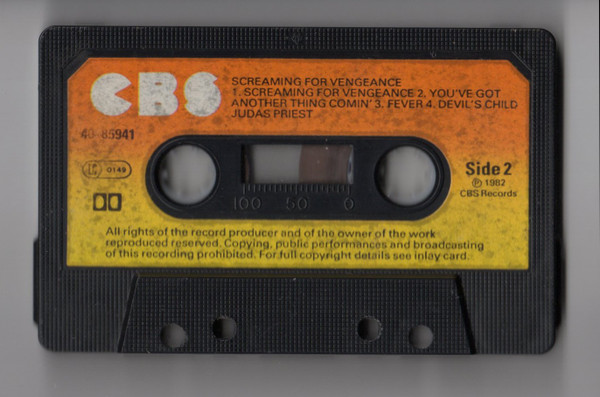 CBS
SCREAMING FOR VENGEANCE
1. SCREAMING FOR VENGEANCE 2. YOU'VE GOT
ANOTHER THING COMIN' 3. FEVER 4. DEVIL'S CHILD
JUDAS PRIEST
40-85941
LC 0149
Side 2
℗ 1982
CBS Records
100 50 0
All rights of the record producer and of the owner of the work
reproduced reserved. Copying, public performances and broadcasting
of this recording prohibited. For full copyright details see inlay card.